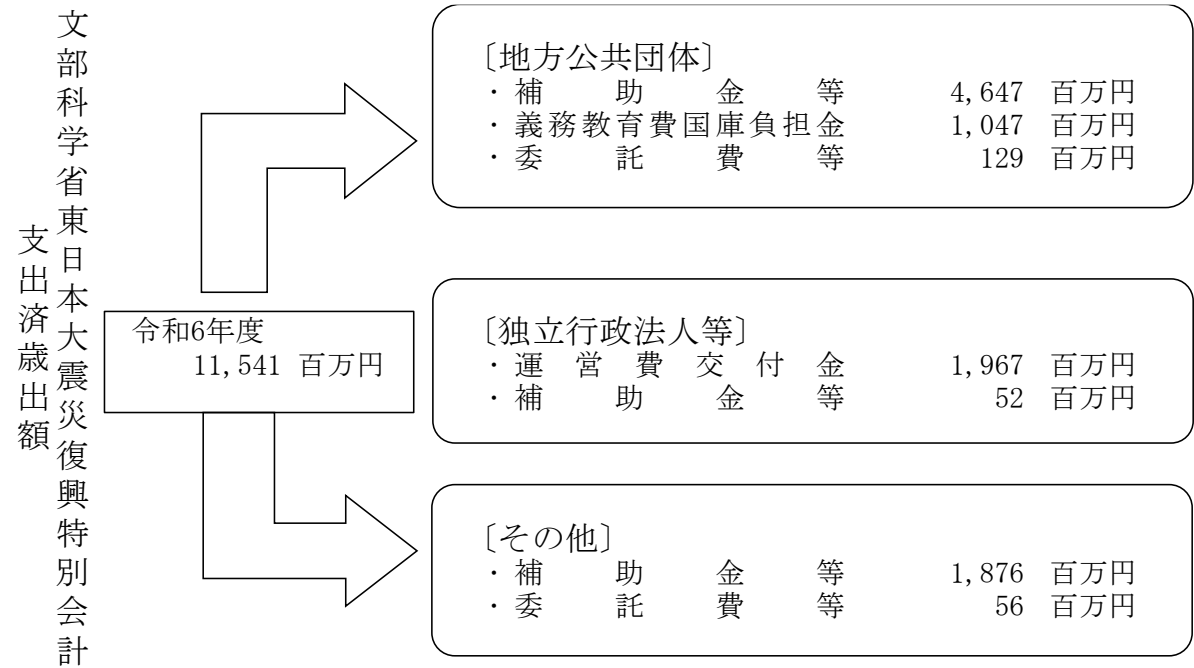 文部科学省東日本大震災復興特別会計
支出済歳出額
令和6年度
11,541 百万円
〔地方公共団体〕
・補助金等 4,647 百万円
・義務教育費国庫負担金 1,047 百万円
・委託費等 129 百万円
〔独立行政法人等〕
・運営費交付金 1,967 百万円
・補助金等 52 百万円
〔その他〕
・補助金等 1,876 百万円
・委託費等 56 百万円